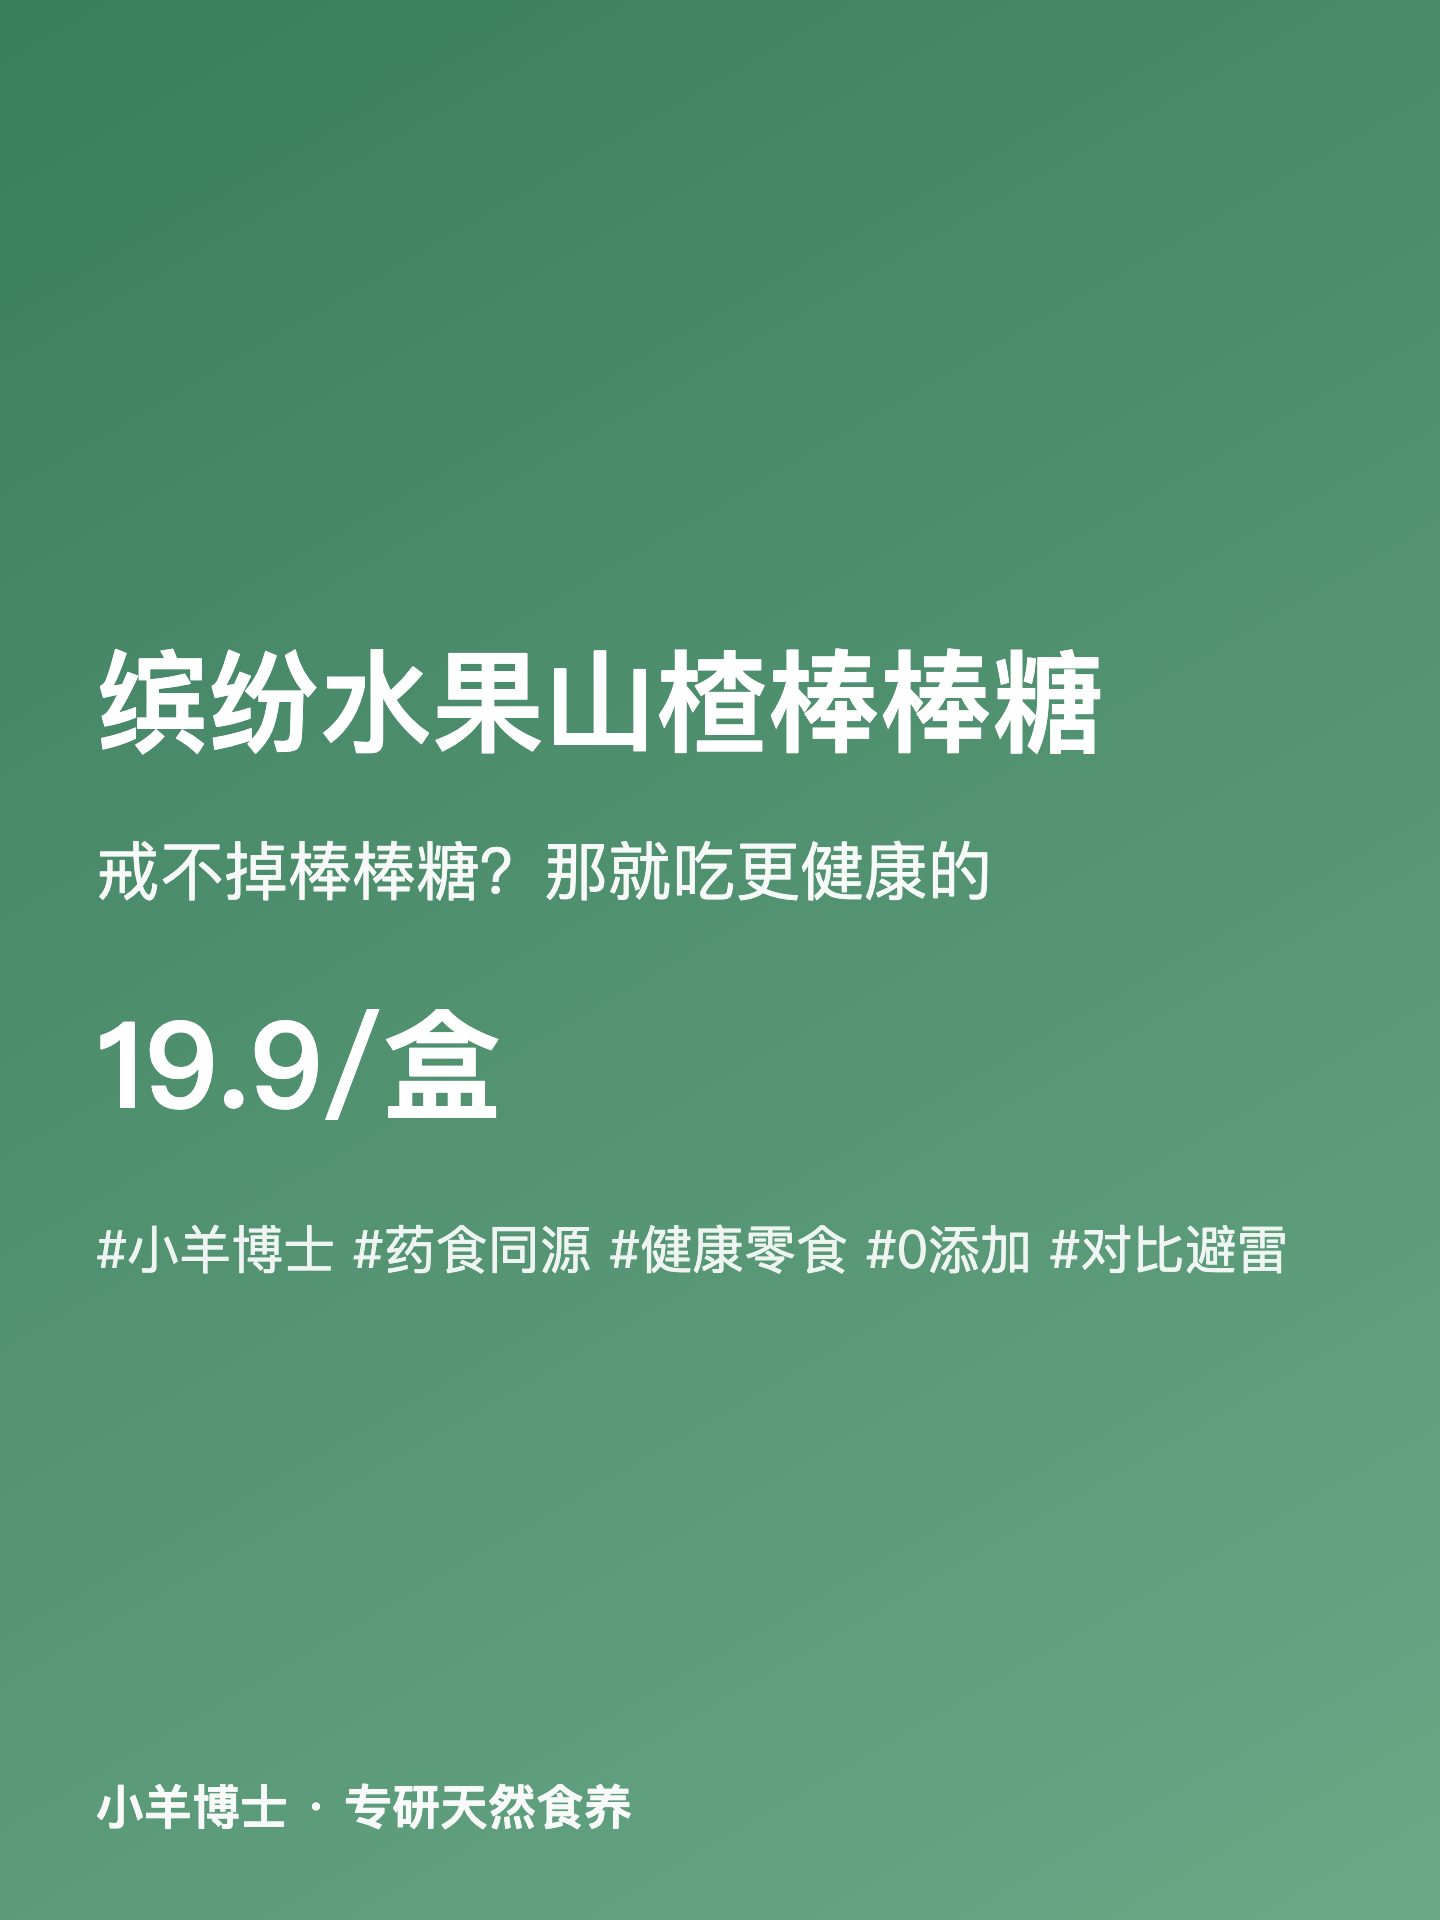 缤纷水果山楂棒棒糖
戒不掉棒棒糖？那就吃更健康的
19.9/盒
#小羊博士 #药食同源 #健康零食 #0添加 #对比避雷
小羊博士 · 专研天然食养